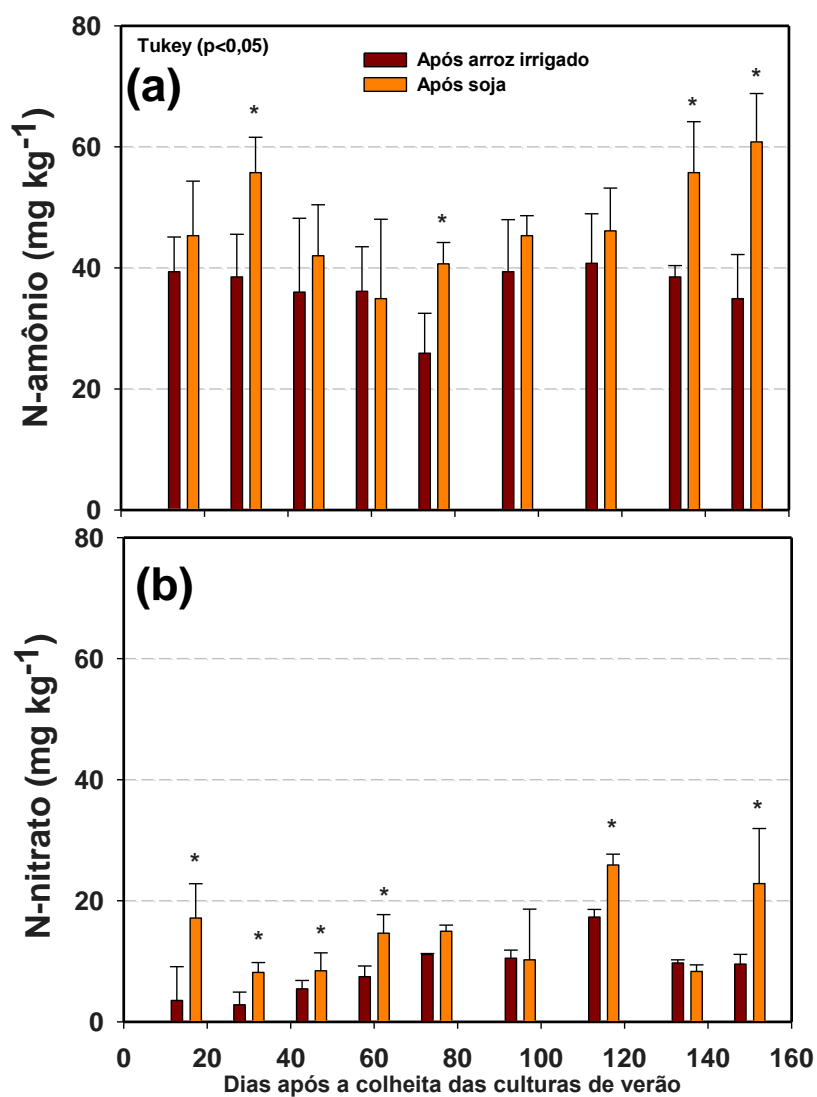 80
Tukey (p<0,05)
Após arroz irrigado
Após soja
(a)
*
*
*
*
60
40
20
0
N-amônio (mg kg-1)
80
(b)
60
40
20
0
*
*
*
*
*
*
N-nitrato (mg kg-1)
0 20 40 60 80 100 120 140 160
Dias após a colheita das culturas de verão